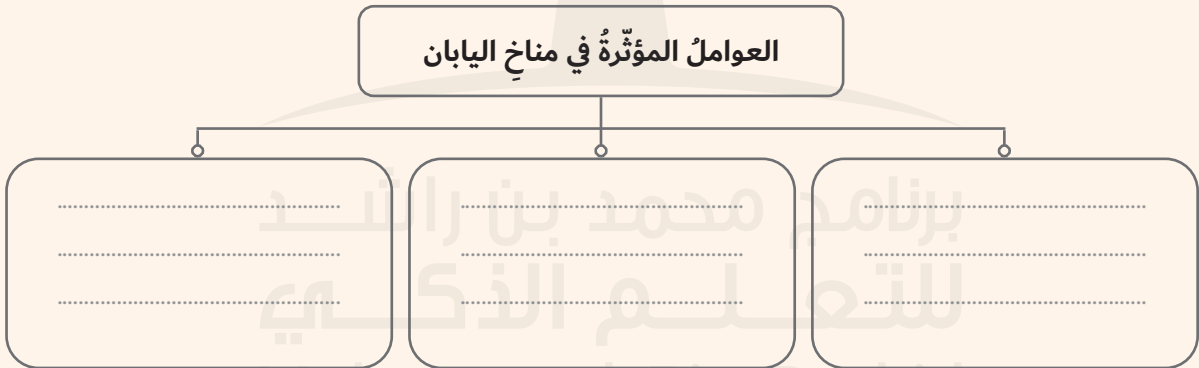 العواملُ المؤثّرةُ في مناخِ اليابان
برنامج محمد بن راشد
للتعلم الذكي